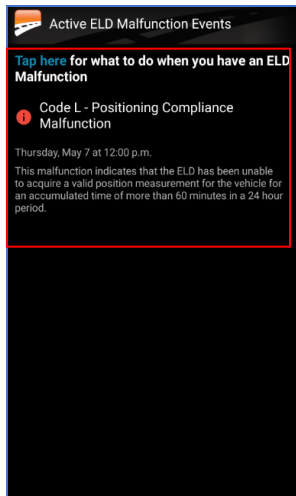 Active ELD Malfunction Events
Tap here for what to do when you have an ELD
Malfunction
Code L - Positioning Compliance
Malfunction
Thursday, May 7 at 12:00 p.m.
This malfunction indicates that the ELD has been unable
to acquire a valid position measurement for the vehicle for
an accumulated time of more than 60 minutes in a 24 hour
period.